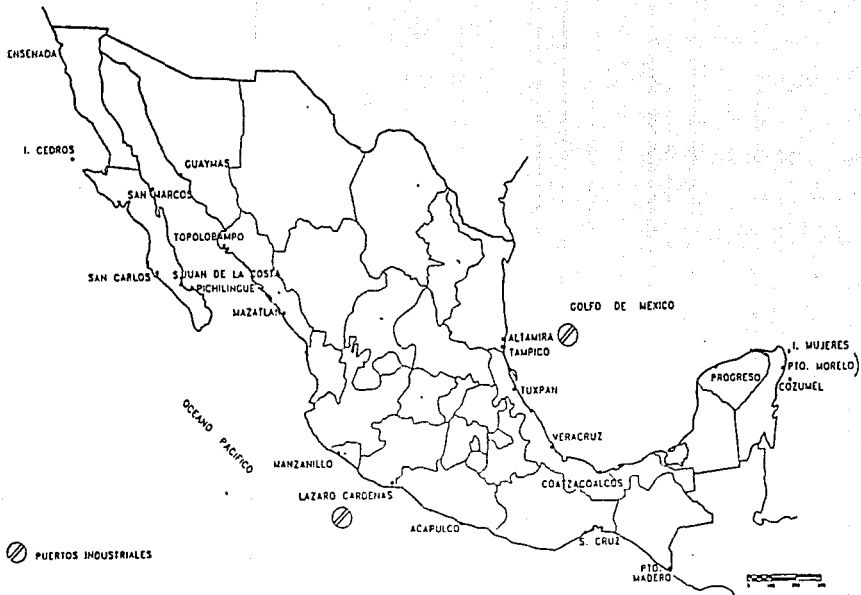 ENSENADA
I. CEDROS
GUAYMAS
SAN MARCOS
TOPOLOBAMPO
SAN CARLOS
S.JUAN DE LA COSTA
PICHILINGUE
MAZATLAN
GOLFO DE MEXICO
ALTAMIRA
TAMPICO
I. MUJERES
PTO. MORELO)
PROGRESO
COZUMEL
TUXPAN
OCEANO PACIFICO
VERACRUZ
MANZANILLO
COATZACOALCOS
LAZARO CARDENAS
ACAPULCO
S. CRUZ
PUERTOS INDUSTRIALES
PTO.
MADERO